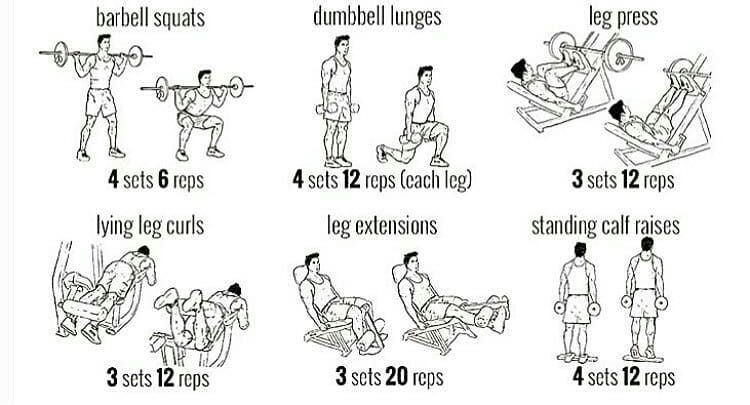 barbell squats
dumbbell lunges
leg press
4 sets 6 reps
4 sets 12 reps (each leg)
3 sets 12 reps
lying leg curls
leg extensions
standing calf raises
3 sets 12 reps
3 sets 20 reps
4 sets 12 reps